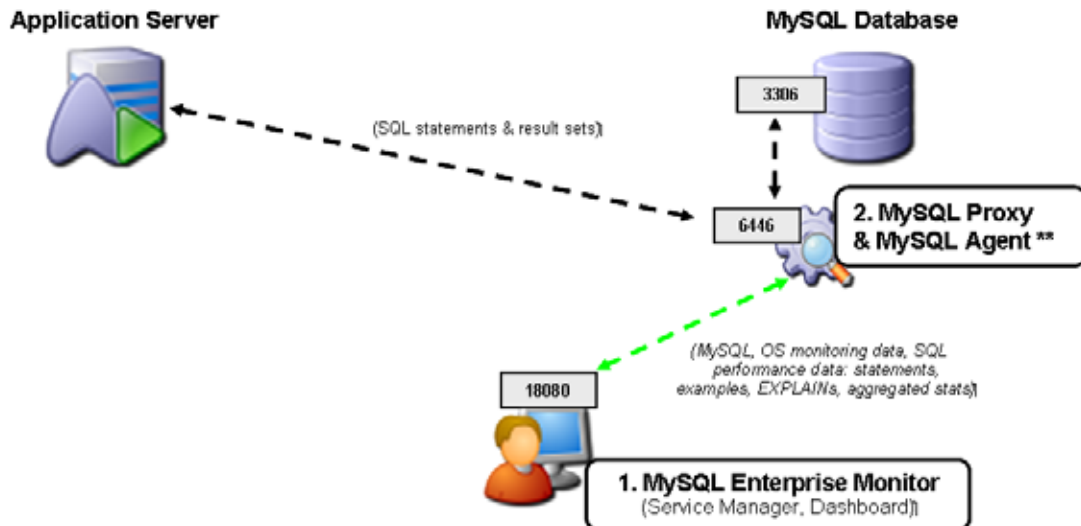 Application Server
MySQL Database
3306
(SQL statements & result sets)
6446
2. MySQL Proxy
& MySQL Agent **
(MySQL, OS monitoring data, SQL
performance data: statements,
examples, EXPLAINs, aggregated stats)
18080
1. MySQL Enterprise Monitor
(Service Manager, Dashboard)